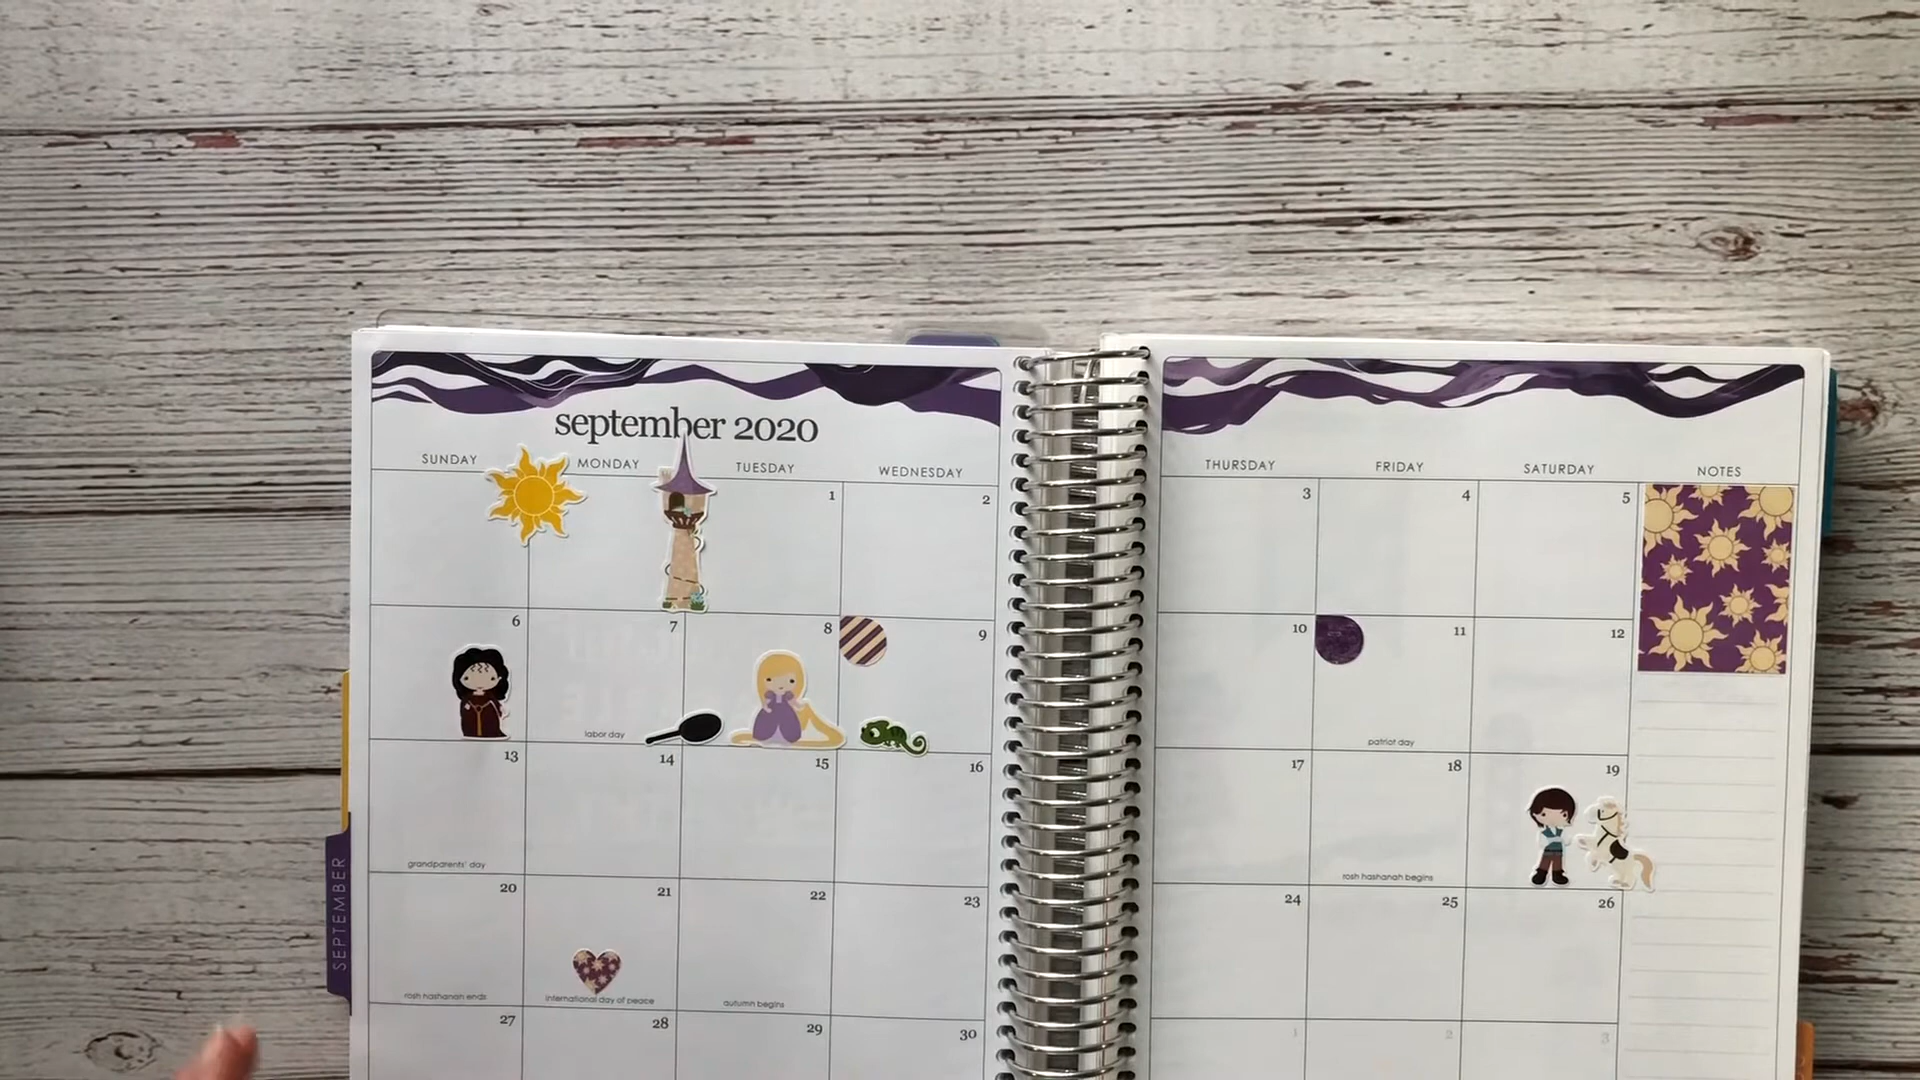 september 2020
SUNDAY MONDAY TUESDAY WEDNESDAY THURSDAY FRIDAY SATURDAY NOTES
1 2 3 4 5
6 7 8 9 10 11 12
labor day patriot day
13 14 15 16 17 18 19
grandparents' day rosh hashanah begins
20 21 22 23 24 25 26
rosh hashanah ends international day of peace autumn begins
27 28 29 30 1 2 3
SEPTEMBER